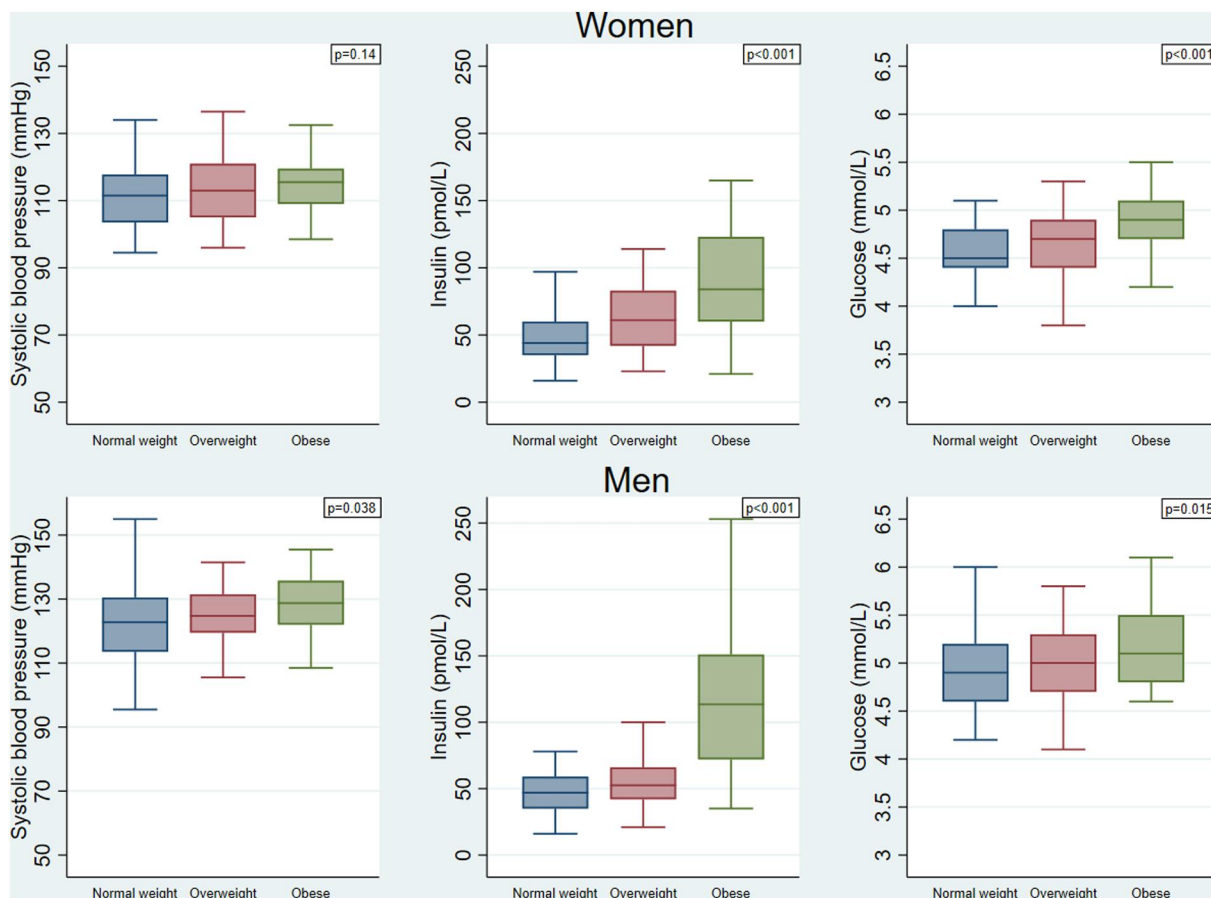 Women
Systolic blood pressure (mmHg)
150
130
110
90
70
50
p=0.14
Normal weight Overweight Obese
Insulin (pmol/L)
250
200
150
100
50
0
p<0.001
Normal weight Overweight Obese
Glucose (mmol/L)
6.5
6
5.5
5
4.5
4
3.5
3
p<0.001
Normal weight Overweight Obese
Men
Systolic blood pressure (mmHg)
150
130
110
90
70
50
p=0.038
Normal weight Overweight Obese
Insulin (pmol/L)
250
200
150
100
50
0
p<0.001
Normal weight Overweight Obese
Glucose (mmol/L)
6.5
6
5.5
5
4.5
4
3.5
3
p=0.015
Normal weight Overweight Obese